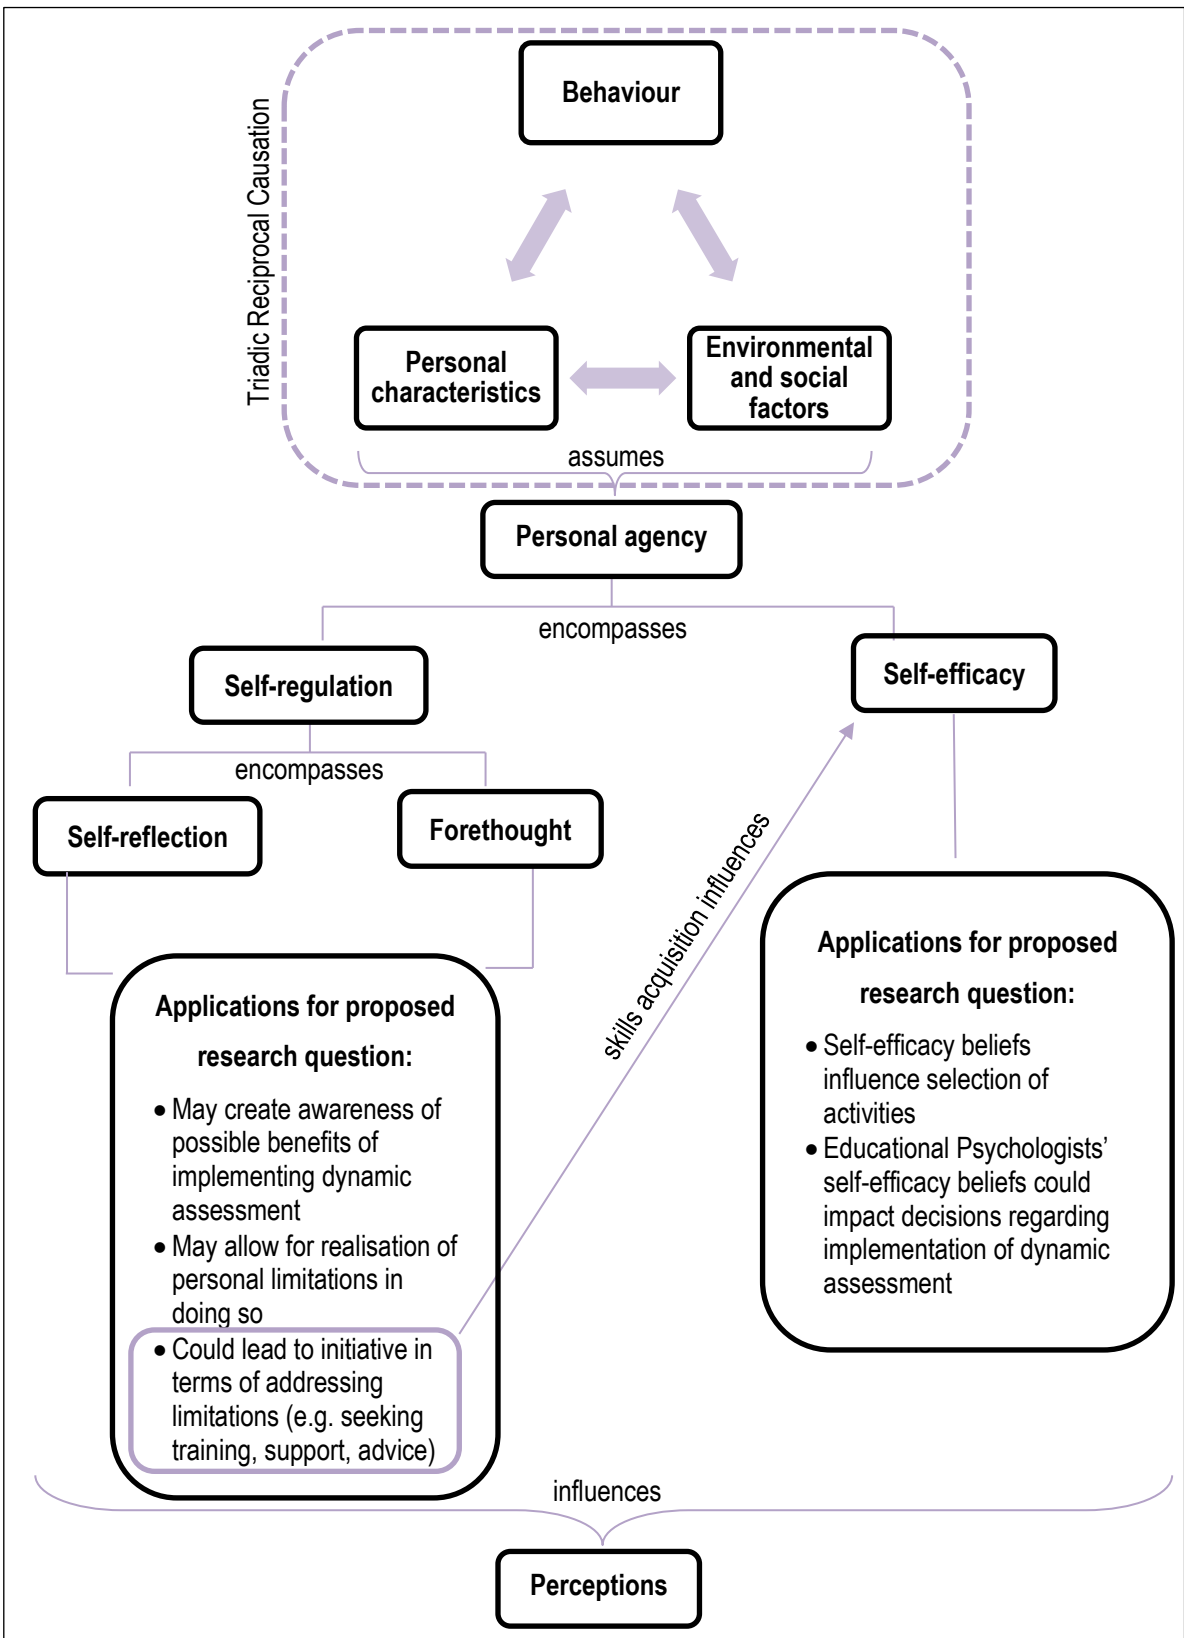 Behaviour
Triadic Reciprocal Causation
Personal
characteristics
Environmental
and social
factors
assumes
Personal agency
encompasses
Self-regulation
Self-efficacy
encompasses
Self-reflection
Forethought
skills acquisition influences
Applications for proposed
research question:
• May create awareness of
possible benefits of
implementing dynamic
assessment
• May allow for realisation of
personal limitations in
doing so
• Could lead to initiative in
terms of addressing
limitations (e.g. seeking
training, support, advice)
Applications for proposed
research question:
• Self-efficacy beliefs
influence selection of
activities
• Educational Psychologists’
self-efficacy beliefs could
impact decisions regarding
implementation of dynamic
assessment
influences
Perceptions